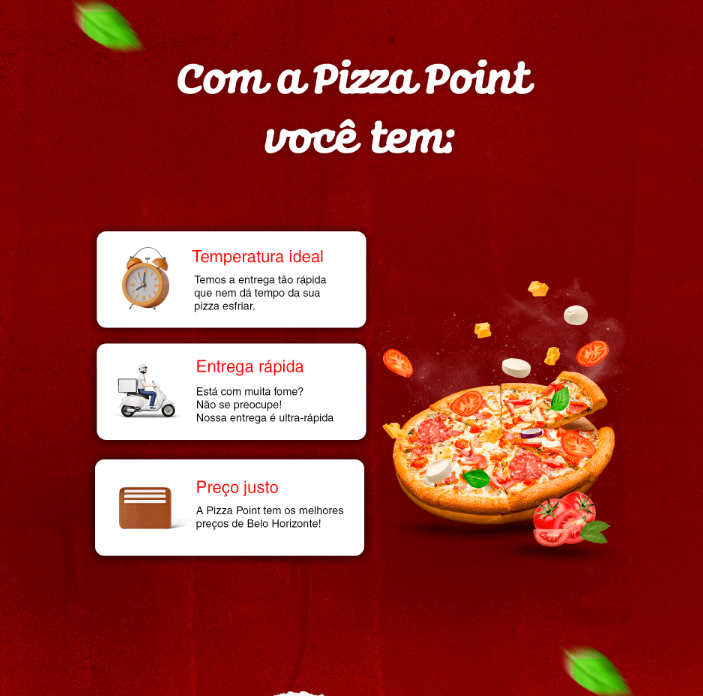 Com a Pizza Point
você tem:
Temperatura ideal
Temos a entrega tão rápida
que nem dá tempo da sua
pizza esfriar.
Entrega rápida
Está com muita fome?
Não se preocupe!
Nossa entrega é ultra-rápida
Preço justo
A Pizza Point tem os melhores
preços de Belo Horizonte!